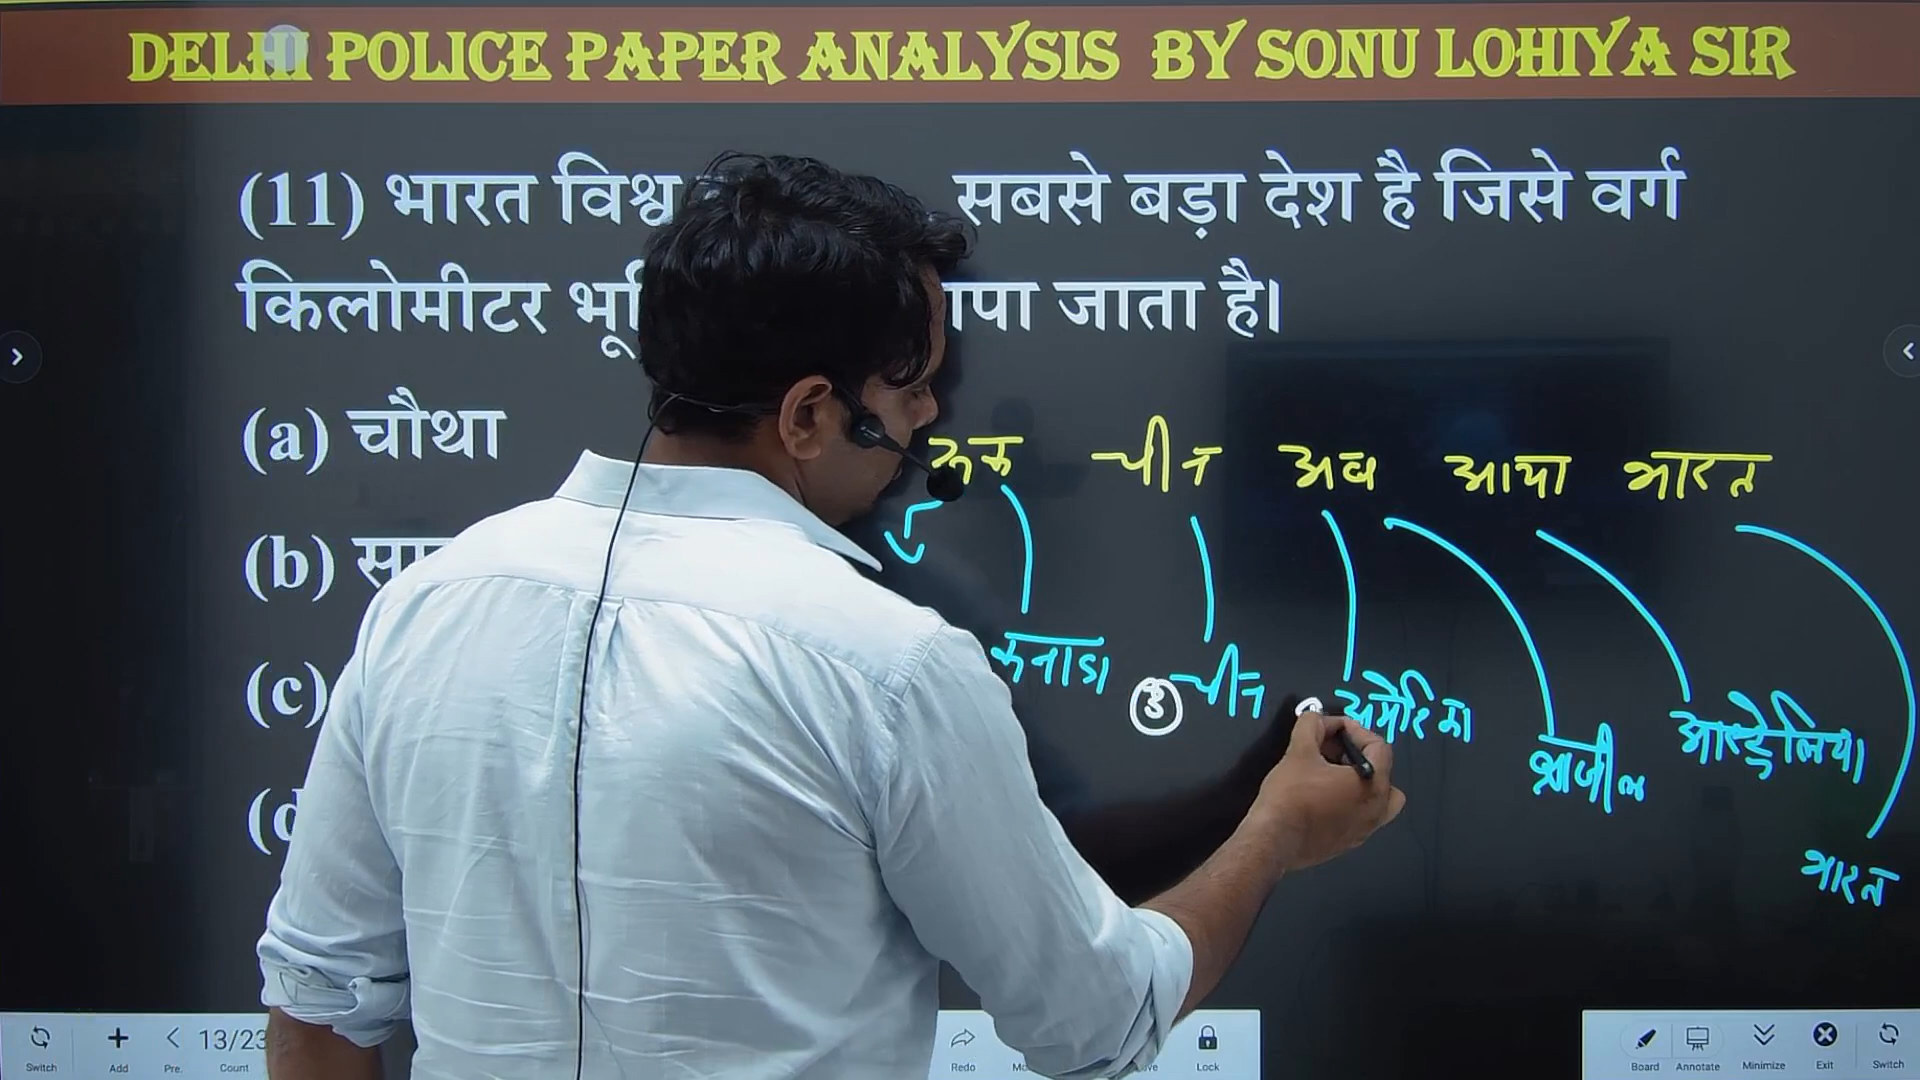 DELHI POLICE PAPER ANALYSIS BY SONU LOHIYA SIR
(11) भारत विश्व सबसे बड़ा देश है जिसे वर्ग
किलोमीटर जाता है।
(a) चौथा
चीन अब आया भारत
(b)
कनाडा ③ चीन अमेरिका
(c)
ब्राजील आस्ट्रेलिया
(d
भारत
13/23
Switch Add Pre. Count Redo Lock Board Annotate Minimize Exit Switch